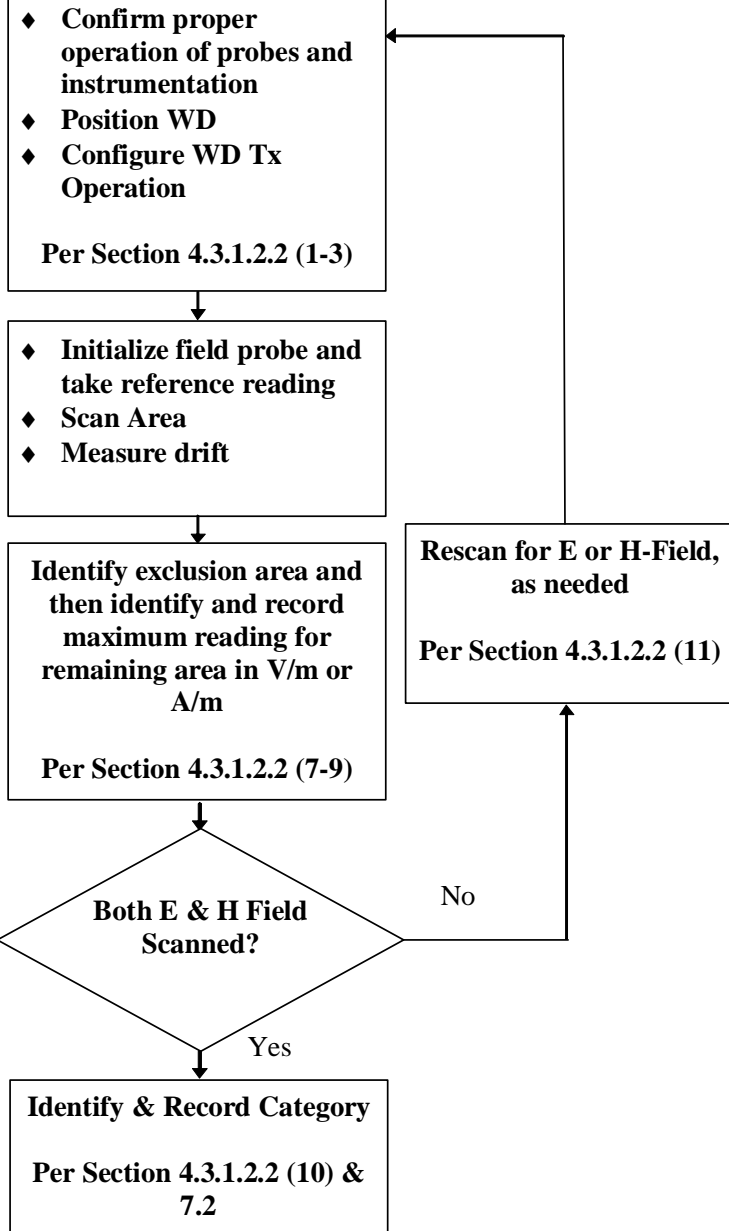 ♦ Confirm proper
operation of probes and
instrumentation
♦ Position WD
♦ Configure WD Tx
Operation
Per Section 4.3.1.2.2 (1-3)
♦ Initialize field probe and
take reference reading
♦ Scan Area
♦ Measure drift
Identify exclusion area and
then identify and record
maximum reading for
remaining area in V/m or
A/m
Per Section 4.3.1.2.2 (7-9)
Rescan for E or H-Field,
as needed
Per Section 4.3.1.2.2 (11)
Both E & H Field
Scanned?
No
Yes
Identify & Record Category
Per Section 4.3.1.2.2 (10) &
7.2